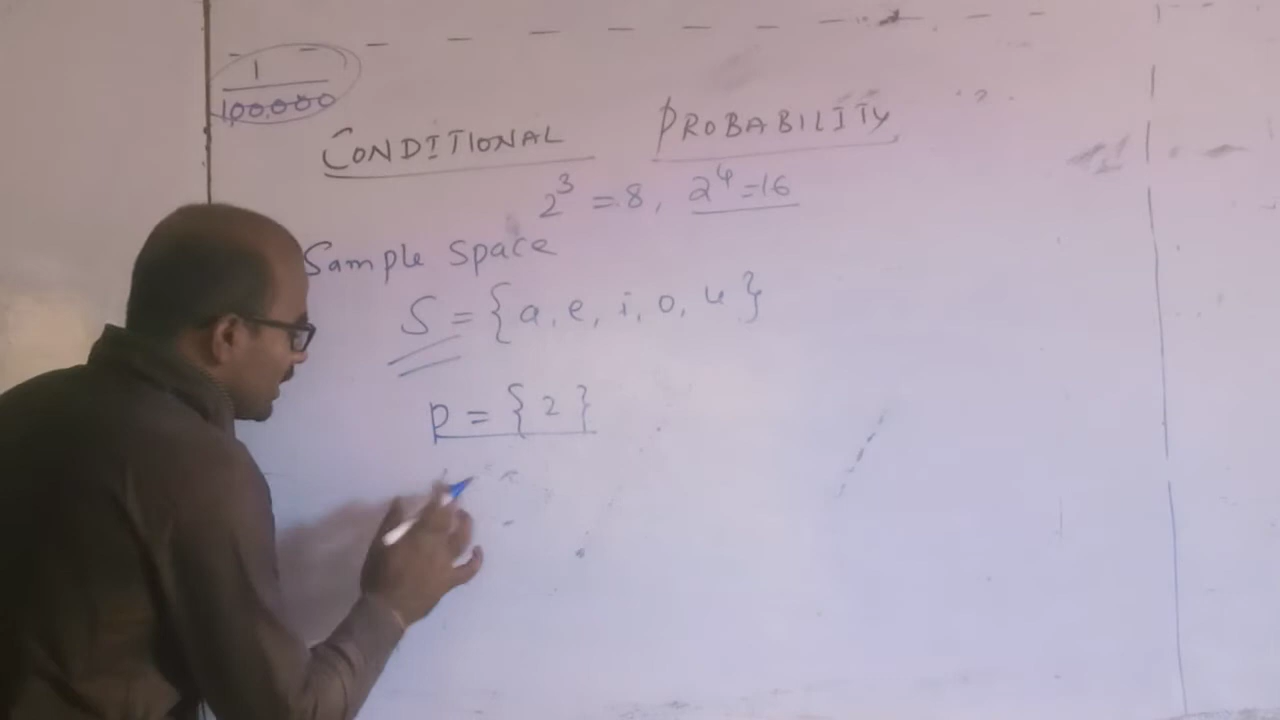 1
100,000
CONDITIONAL PROBABILITY
2³ = 8, 2⁴ = 16
Sample Space
S = {a, e, i, o, u}
P = {2}